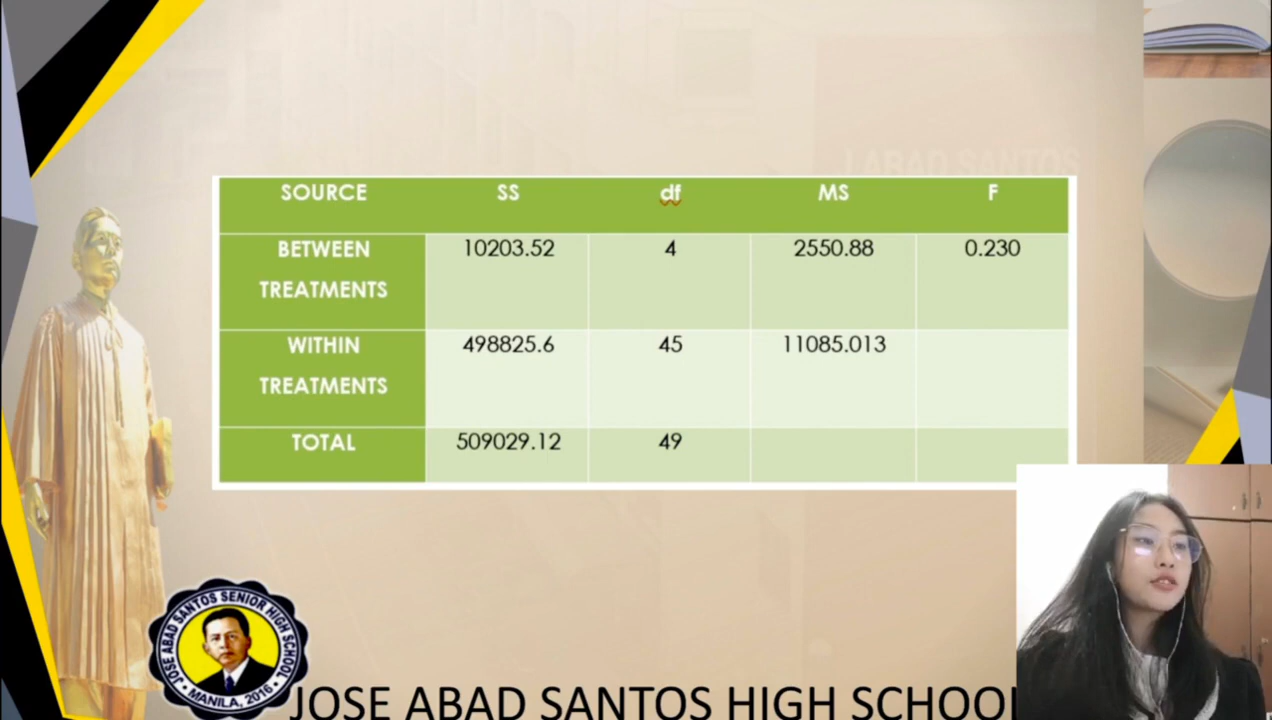 SOURCE SS df MS F
BETWEEN TREATMENTS 10203.52 4 2550.88 0.230
WITHIN TREATMENTS 498825.6 45 11085.013
TOTAL 509029.12 49
JOSE ABAD SANTOS SENIOR HIGH SCHOOL
MANILA, 2016
JOSE ABAD SANTOS HIGH SCHOOL